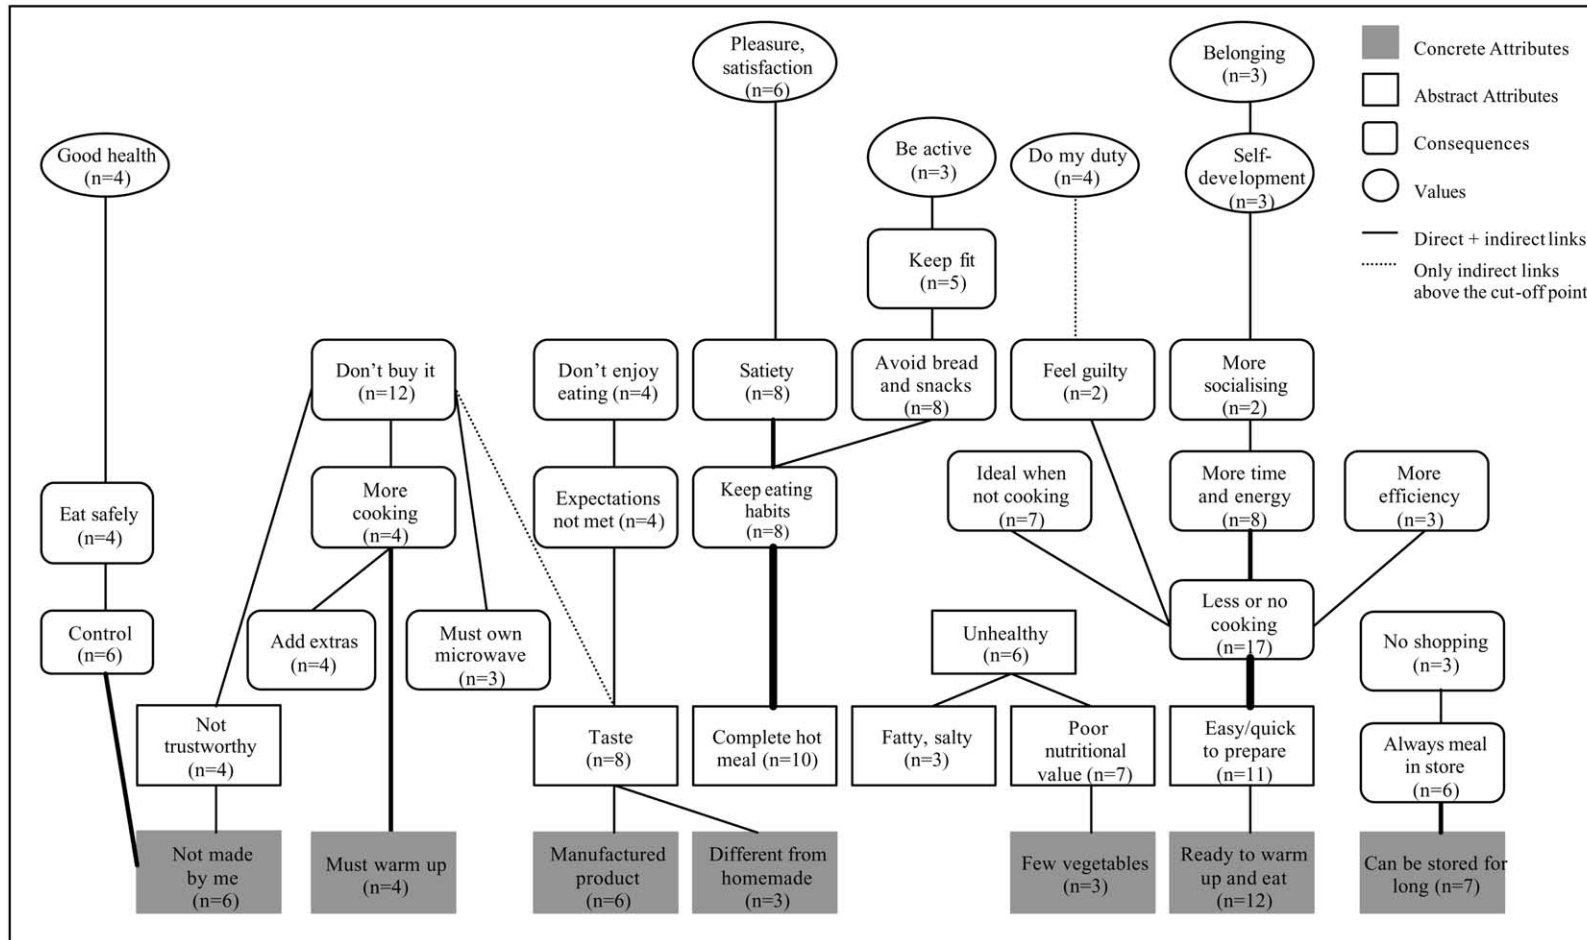 Pleasure,
satisfaction
(n=6)
Belonging
(n=3)
Concrete Attributes
Abstract Attributes
Consequences
Values
Direct + indirect links
Only indirect links
above the cut-off point
Good health
(n=4)
Be active
(n=3)
Do my duty
(n=4)
Self-
development
(n=3)
Keep fit
(n=5)
Don't buy it
(n=12)
Don't enjoy
eating (n=4)
Satiety
(n=8)
Avoid bread
and snacks
(n=8)
Feel guilty
(n=2)
More
socialising
(n=2)
Eat safely
(n=4)
More
cooking
(n=4)
Expectations
not met (n=4)
Keep eating
habits
(n=8)
Ideal when
not cooking
(n=7)
More time
and energy
(n=8)
More
efficiency
(n=3)
Control
(n=6)
Add extras
(n=4)
Must own
microwave
(n=3)
Unhealthy
(n=6)
Less or no
cooking
(n=17)
No shopping
(n=3)
Not
trustworthy
(n=4)
Taste
(n=8)
Complete hot
meal (n=10)
Fatty, salty
(n=3)
Poor
nutritional
value (n=7)
Easy/quick
to prepare
(n=11)
Always meal
in store
(n=6)
Not made
by me
(n=6)
Must warm up
(n=4)
Manufactured
product
(n=6)
Different from
homemade
(n=3)
Few vegetables
(n=3)
Ready to warm
up and eat
(n=12)
Can be stored for
long (n=7)